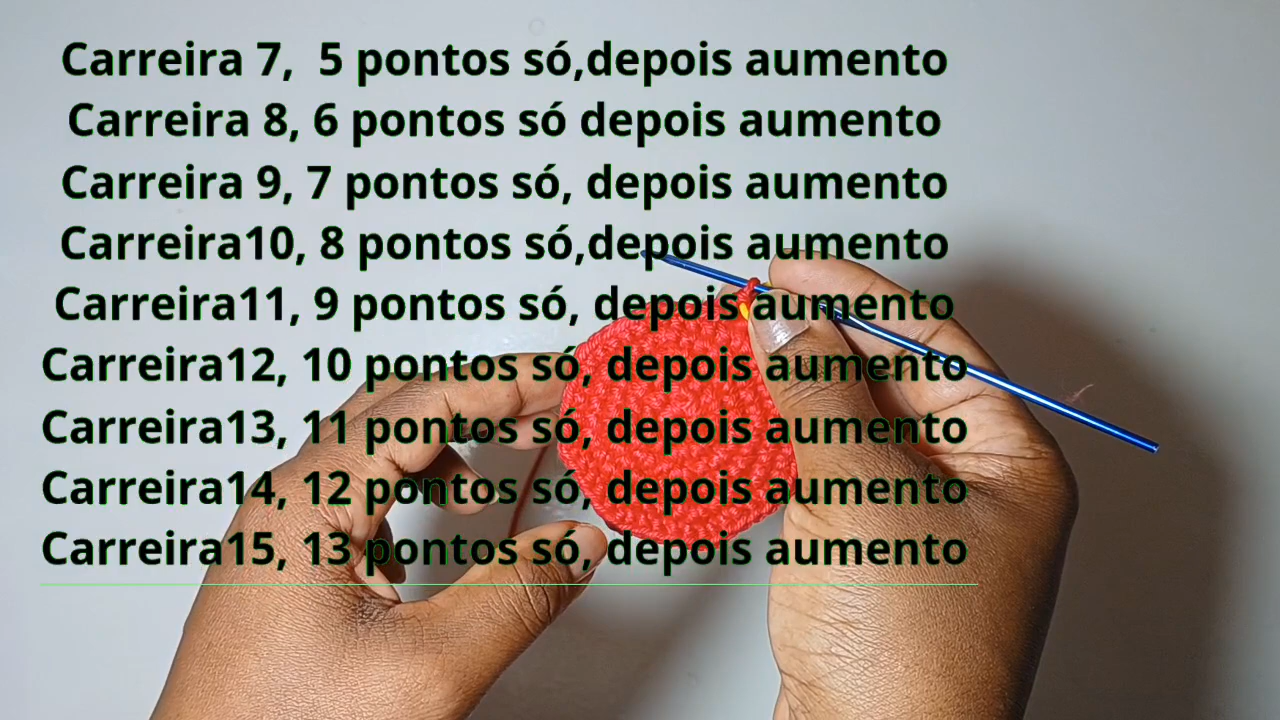 Carreira 7,  5 pontos só,depois aumento
Carreira 8, 6 pontos só depois aumento
Carreira 9, 7 pontos só, depois aumento
Carreira10, 8 pontos só,depois aumento
Carreira11, 9 pontos só, depois aumento
Carreira12, 10 pontos só, depois aumento
Carreira13, 11 pontos só, depois aumento
Carreira14, 12 pontos só, depois aumento
Carreira15, 13 pontos só, depois aumento